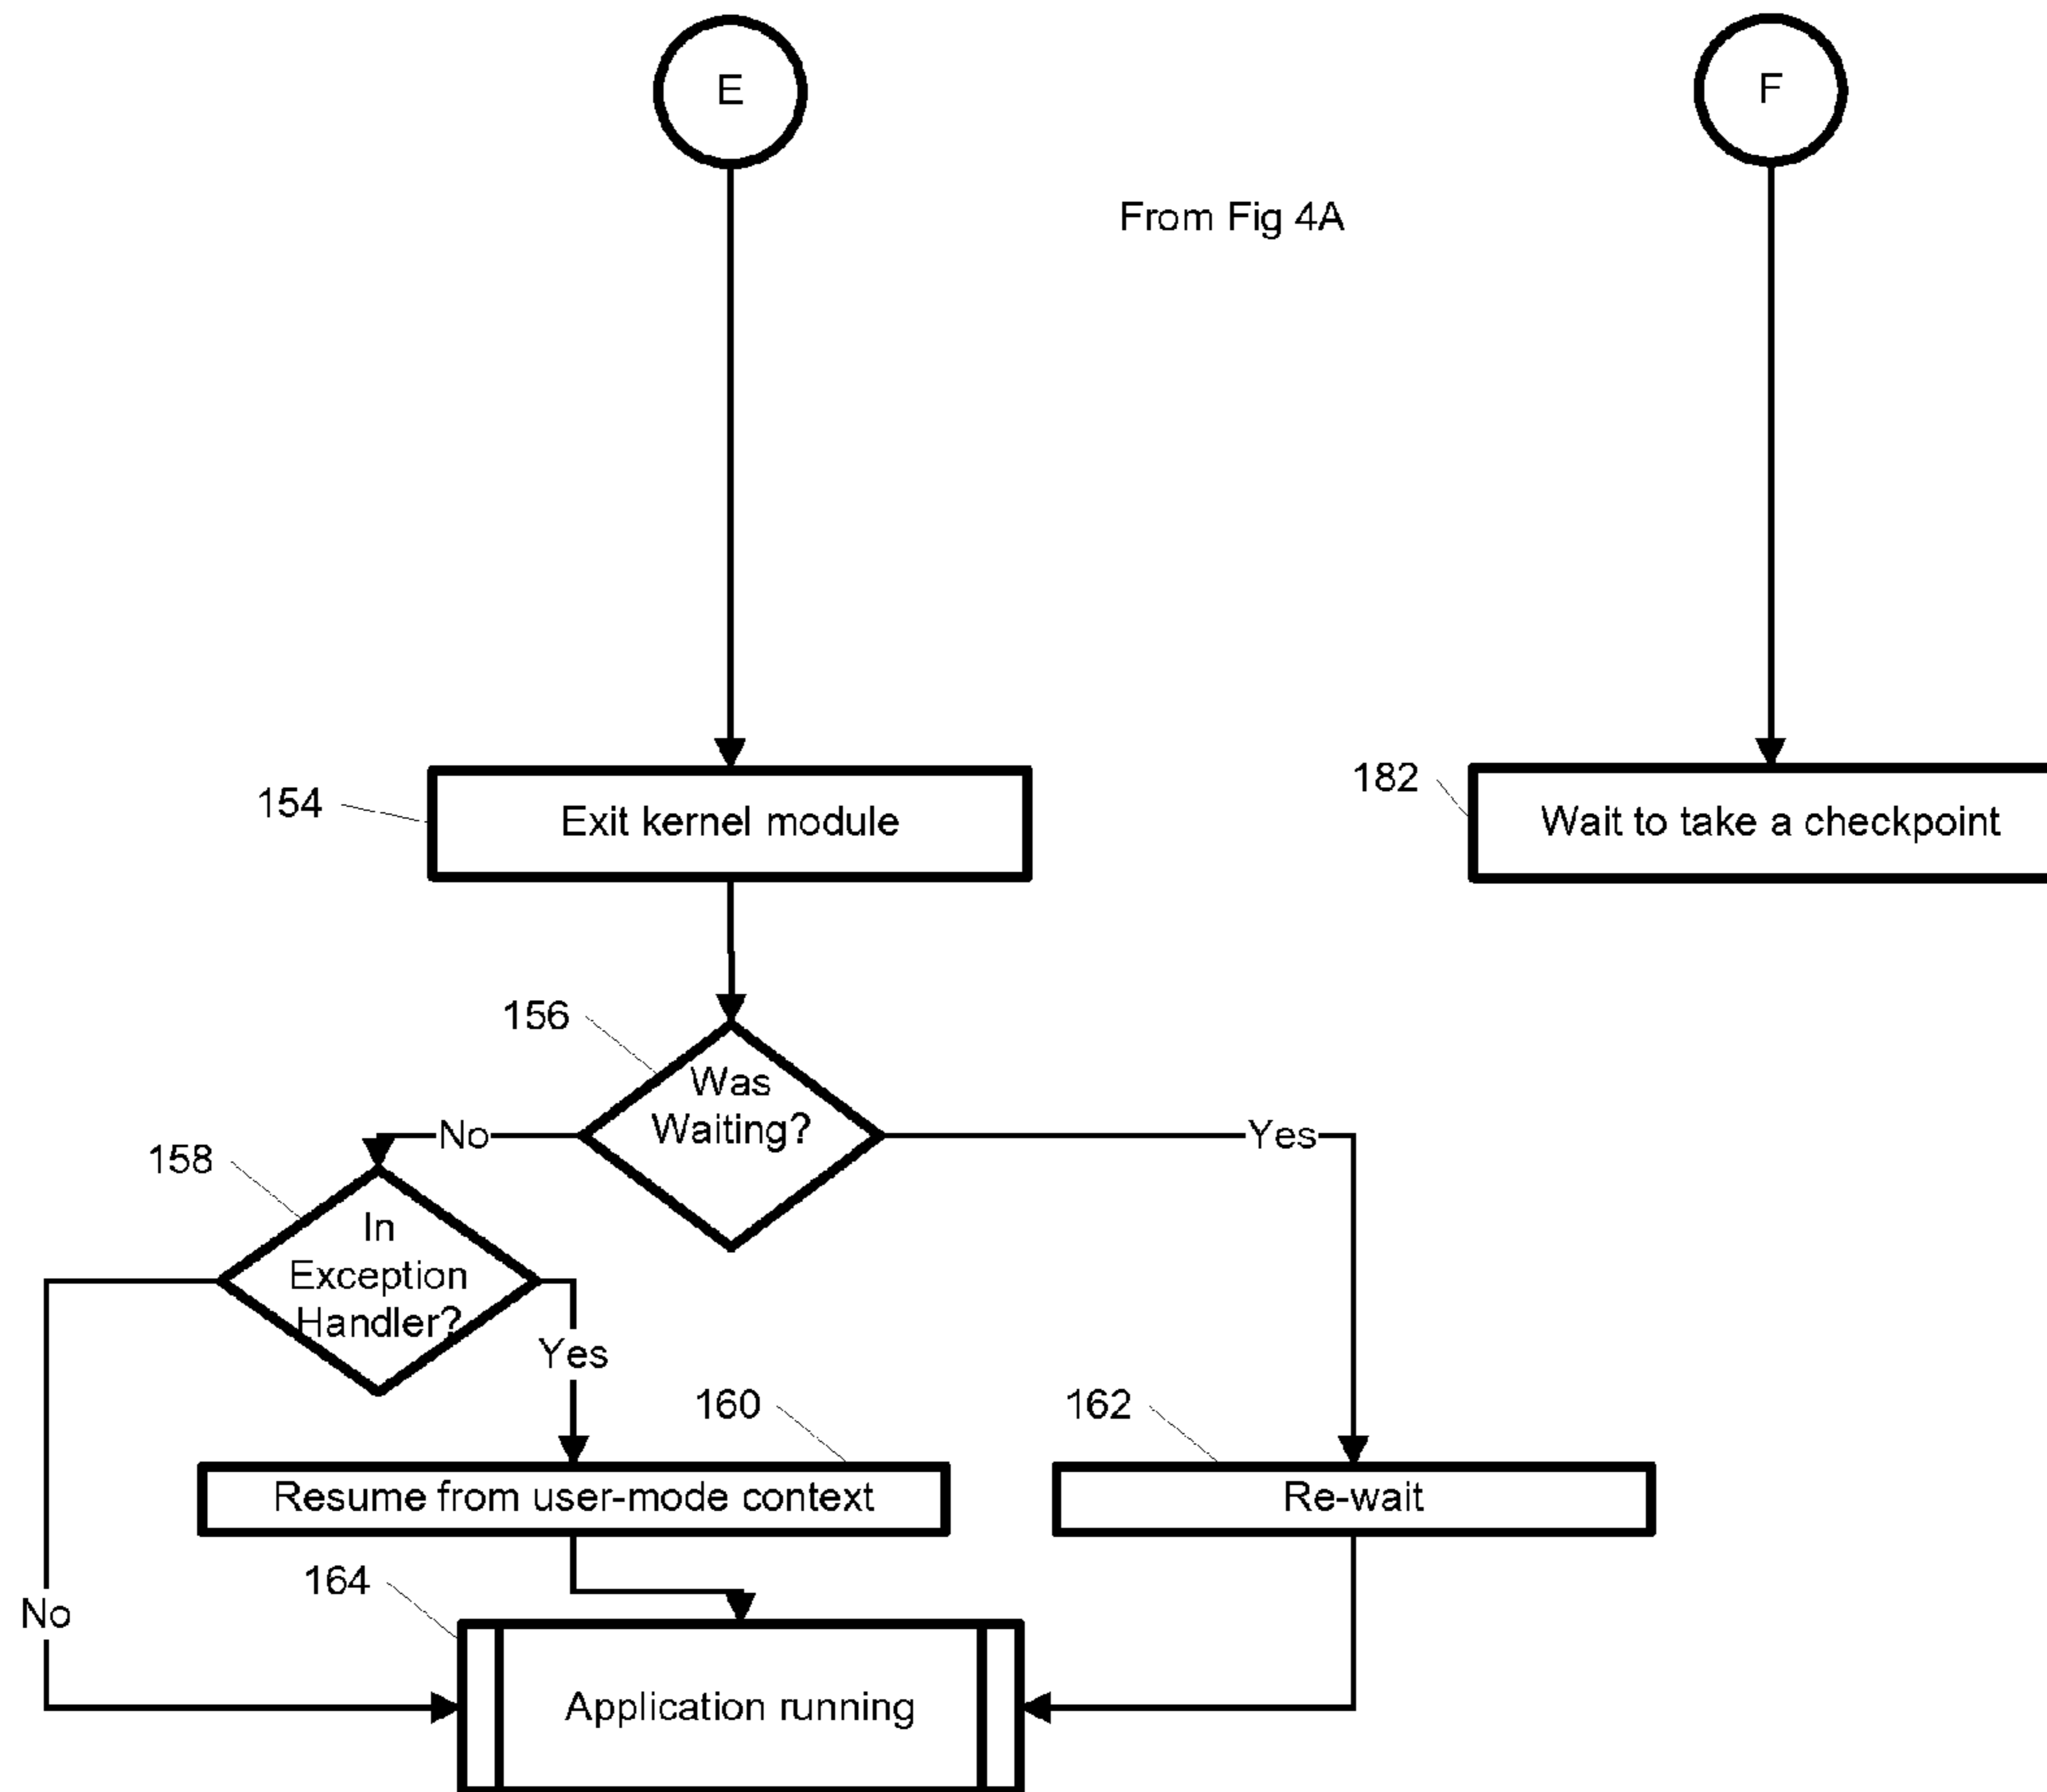 E
F
From Fig 4A
154
Exit kernel module
182
Wait to take a checkpoint
156
Was
Waiting?
No
Yes
158
In
Exception
Handler?
Yes
160
162
Resume from user-mode context
Re-wait
164
No
Application running